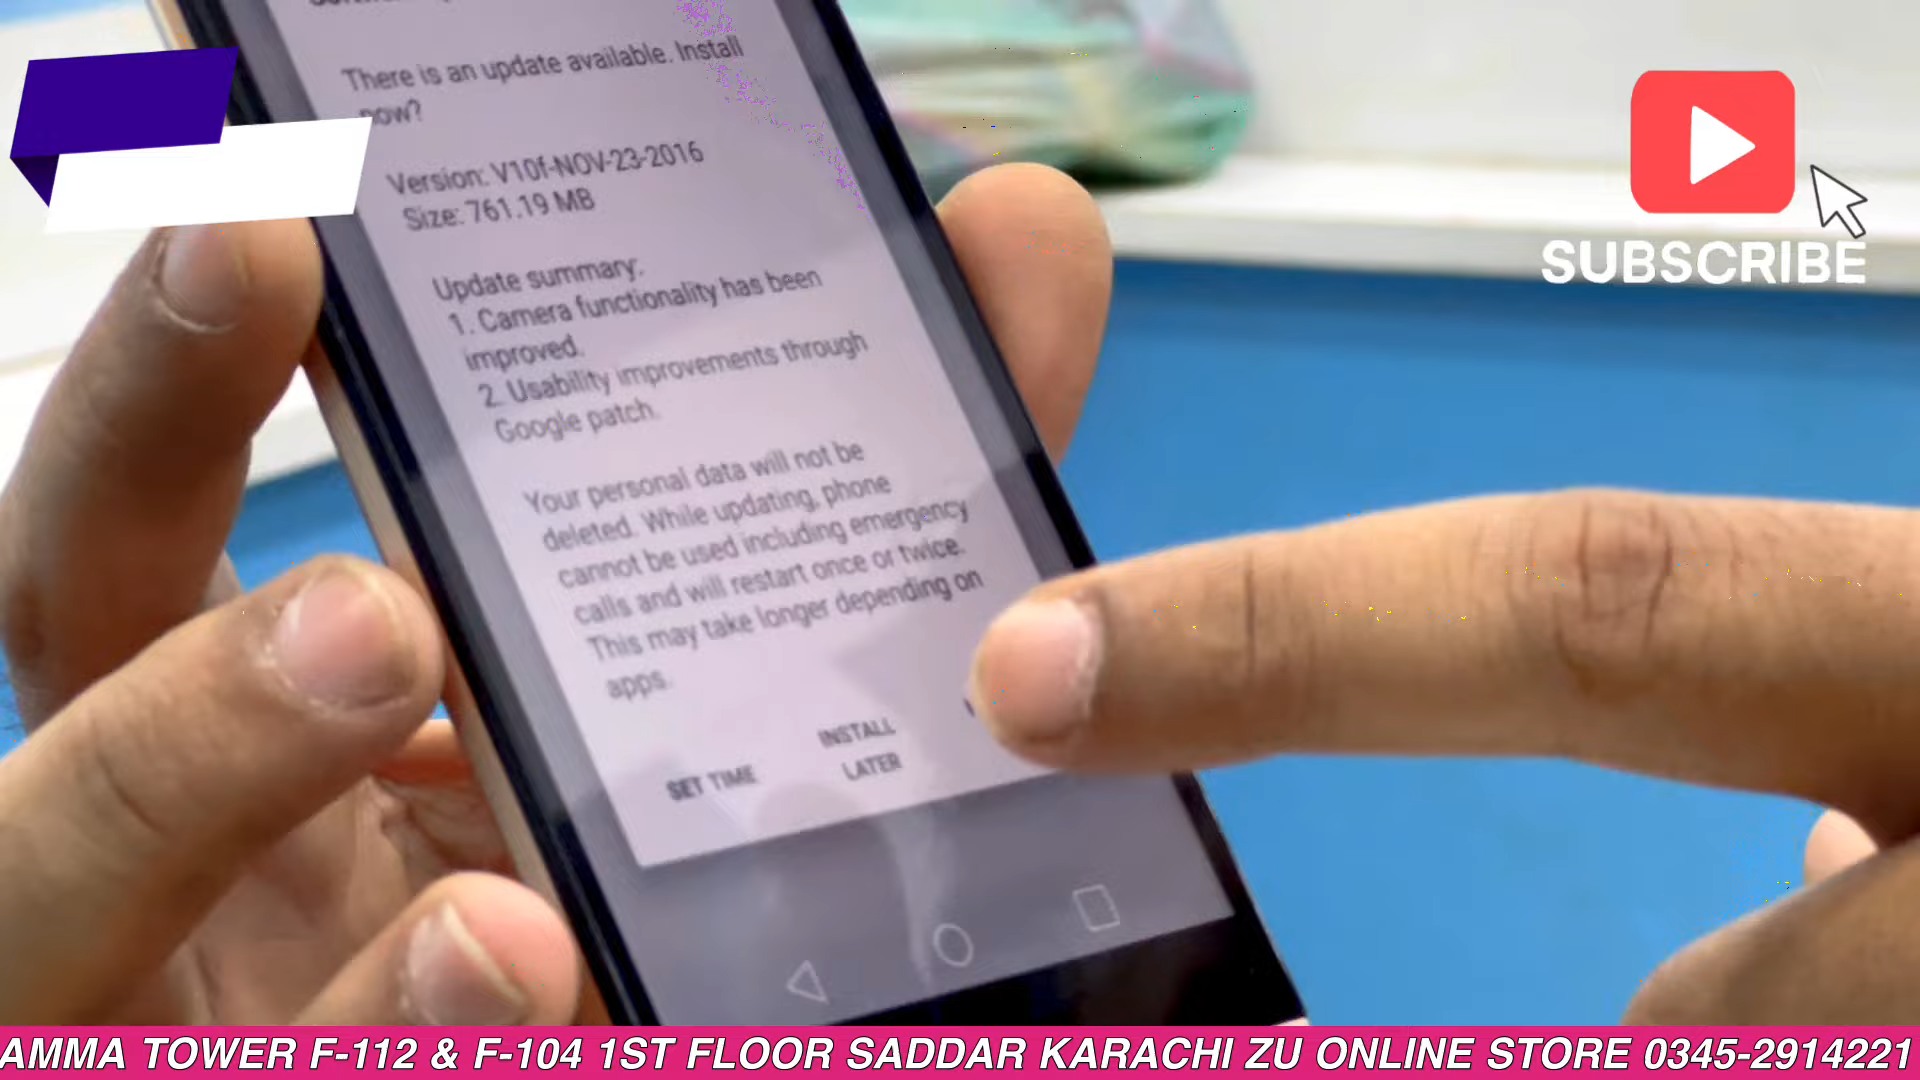 There is an update available. Install
now?
Version: V10f-NOV-23-2016
Size: 761.19 MB
Update summary:
1. Camera functionality has been
improved.
2. Usability improvements through
Google patch.
Your personal data will not be
deleted. While updating, phone
cannot be used including emergency
calls and will restart once or twice.
This may take longer depending on
apps.
SET TIME
INSTALL
LATER
SUBSCRIBE
AMMA TOWER F-112 & F-104 1ST FLOOR SADDAR KARACHI ZU ONLINE STORE 0345-2914221